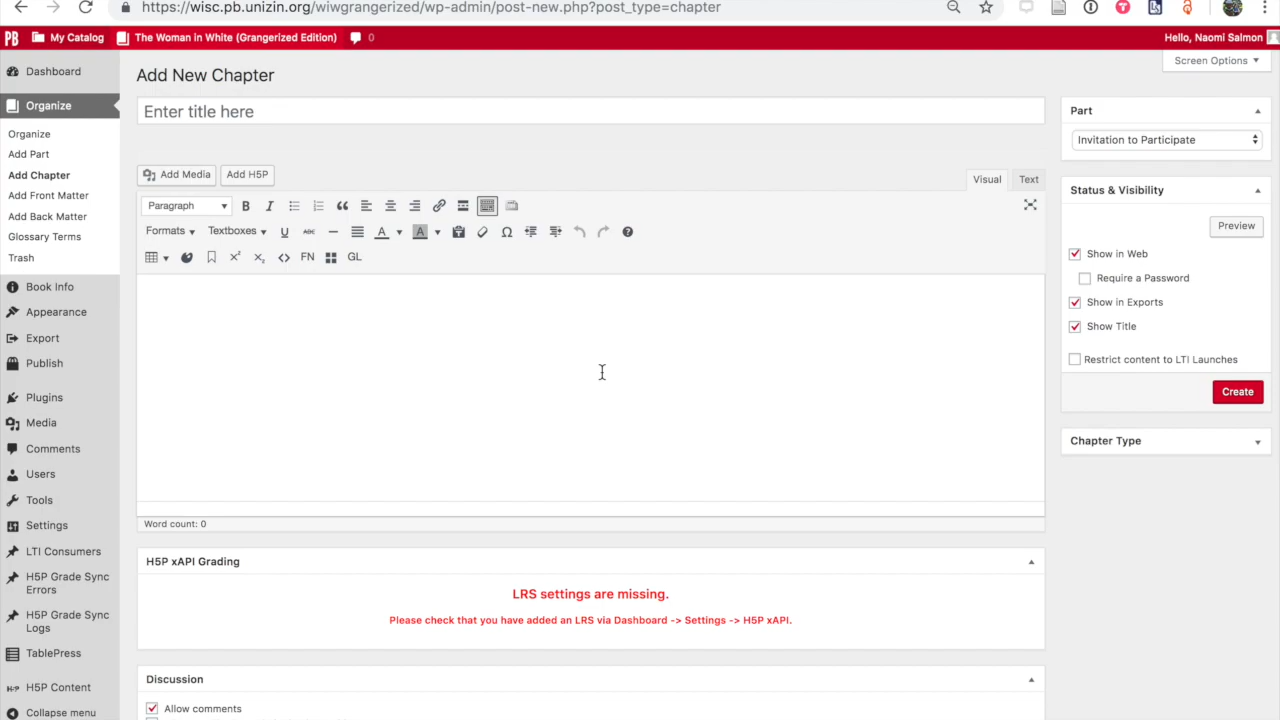 https://wisc.pb.unizin.org/wiwgrangerized/wp-admin/post-new.php?post_type=chapter
PB My Catalog The Woman in White (Grangerized Edition) 0 Hello, Naomi Salmon
Screen Options
Dashboard
Organize
Organize
Add Part
Add Chapter
Add Front Matter
Add Back Matter
Glossary Terms
Trash
Book Info
Appearance
Export
Publish
Plugins
Media
Comments
Users
Tools
Settings
LTI Consumers
H5P Grade Sync
Errors
H5P Grade Sync
Logs
TablePress
H5P Content
Collapse menu
Add New Chapter
Enter title here
Add Media Add H5P
Visual Text
Paragraph B I
Formats Textboxes U ABC A A Ω
X² X₂ FN GL
Word count: 0
H5P xAPI Grading
LRS settings are missing.
Please check that you have added an LRS via Dashboard -> Settings -> H5P xAPI.
Discussion
Allow comments
Part
Invitation to Participate
Status & Visibility
Preview
Show in Web
Require a Password
Show in Exports
Show Title
Restrict content to LTI Launches
Create
Chapter Type